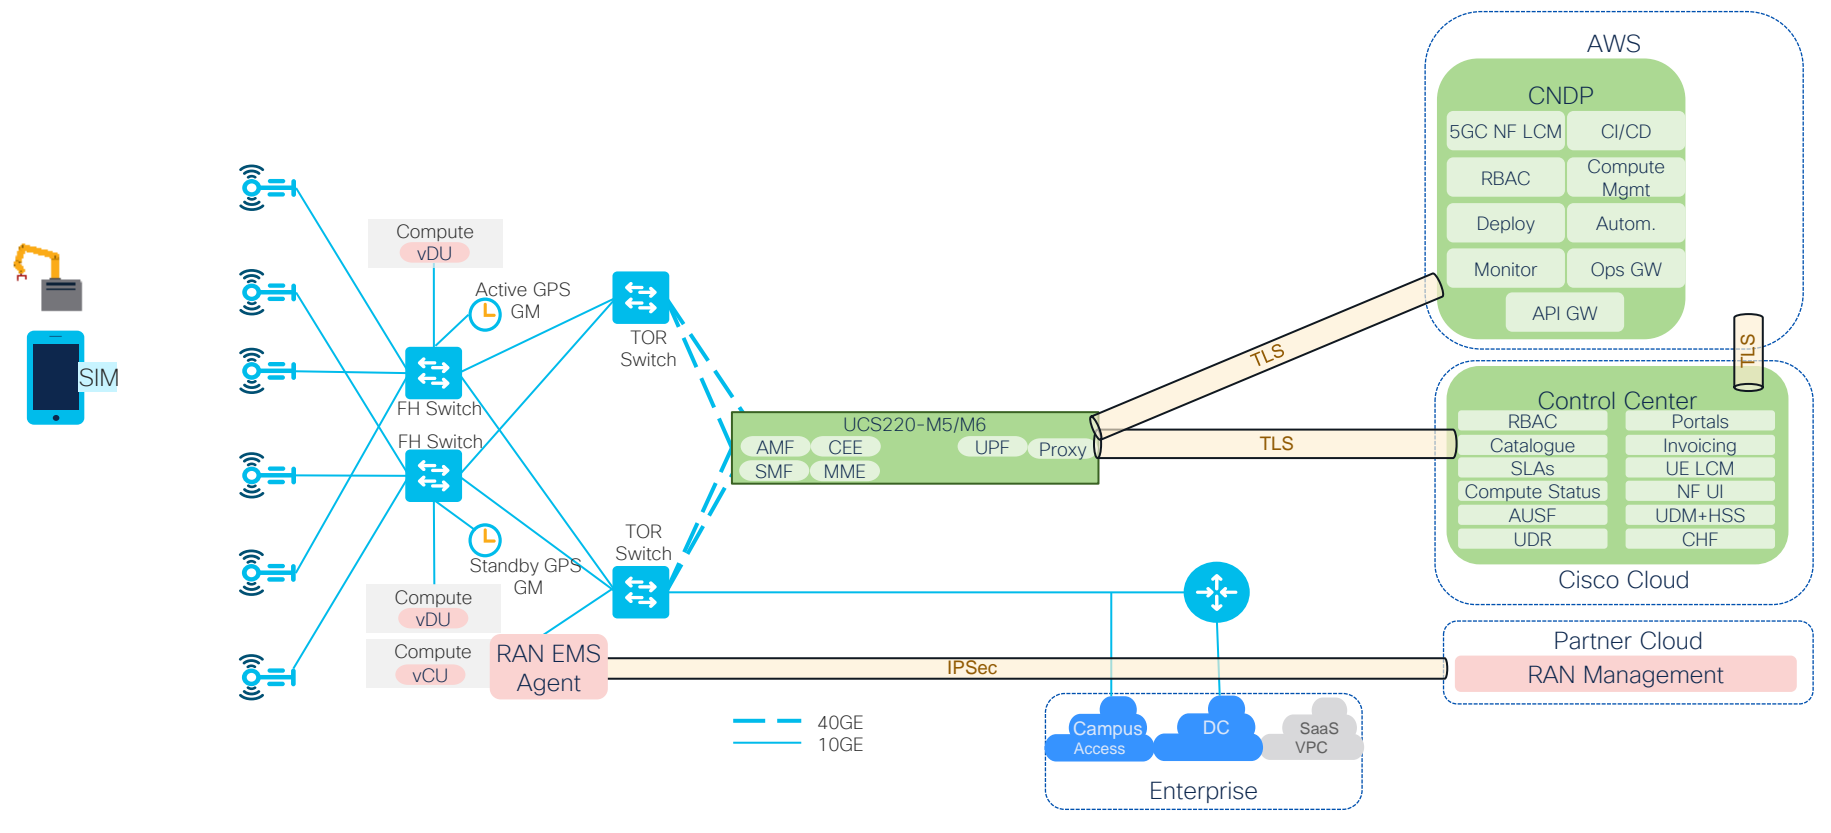 AWS
CNDP
5GC NF LCM
CI/CD
RBAC
Compute
Mgmt
Deploy
Autom.
Monitor
Ops GW
API GW
TLS
TLS
TLS
Control Center
RBAC
Portals
Catalogue
Invoicing
SLAs
UE LCM
Compute Status
NF UI
AUSF
UDM+HSS
UDR
CHF
Cisco Cloud
Partner Cloud
RAN Management
SIM
Compute
vDU
Active GPS
GM
FH Switch
FH Switch
Standby GPS
GM
Compute
vDU
Compute
vCU
RAN EMS
Agent
TOR
Switch
TOR
Switch
UCS220-M5/M6
AMF
CEE
UPF
Proxy
SMF
MME
IPSec
40GE
10GE
Campus
Access
DC
SaaS
VPC
Enterprise